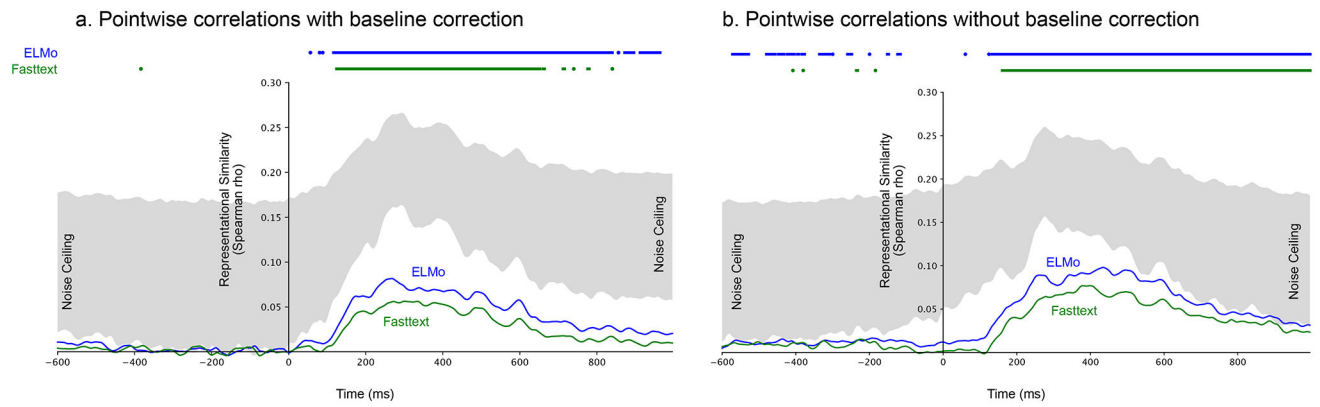 a. Pointwise correlations with baseline correction
b. Pointwise correlations without baseline correction
ELMo
Fasttext
0.30
0.25
0.20
0.15
0.10
0.05
Representational Similarity
(Spearman rho)
Noise Ceiling
Noise Ceiling
ELMo
Fasttext
−600
−400
−200
0
200
400
600
800
Time (ms)
0.30
0.25
0.20
0.15
0.10
0.05
Representational Similarity
(Spearman rho)
Noise Ceiling
Noise Ceiling
ELMo
Fasttext
−600
−400
−200
0
200
400
600
800
Time (ms)